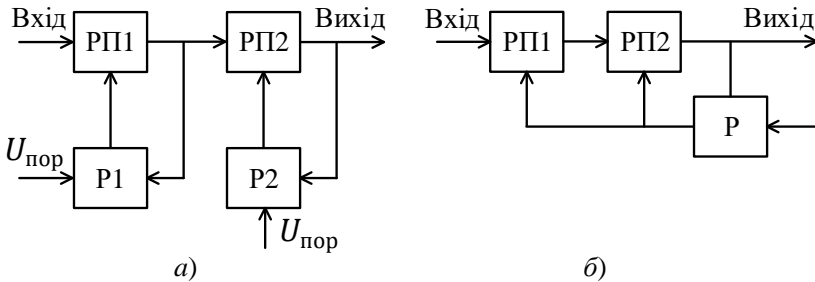 Вхід РП1 РП2 Вихід Вхід РП1 РП2 Вихід
Uпор Р1 Р2 Р
Uпор
а) б)